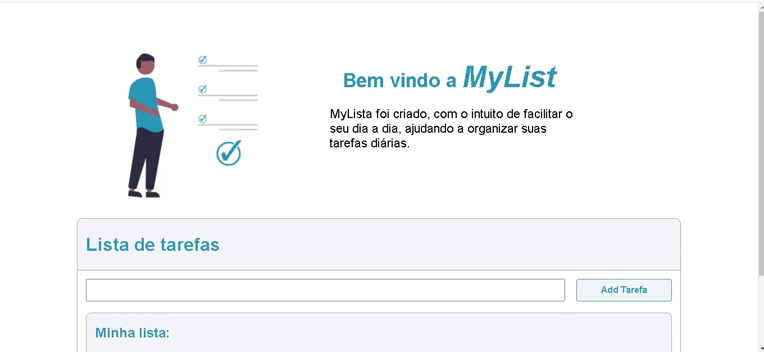 Bem vindo a MyList
MyLista foi criado, com o intuito de facilitar o
seu dia a dia, ajudando a organizar suas
tarefas diárias.
Lista de tarefas
Add Tarefa
Minha lista: